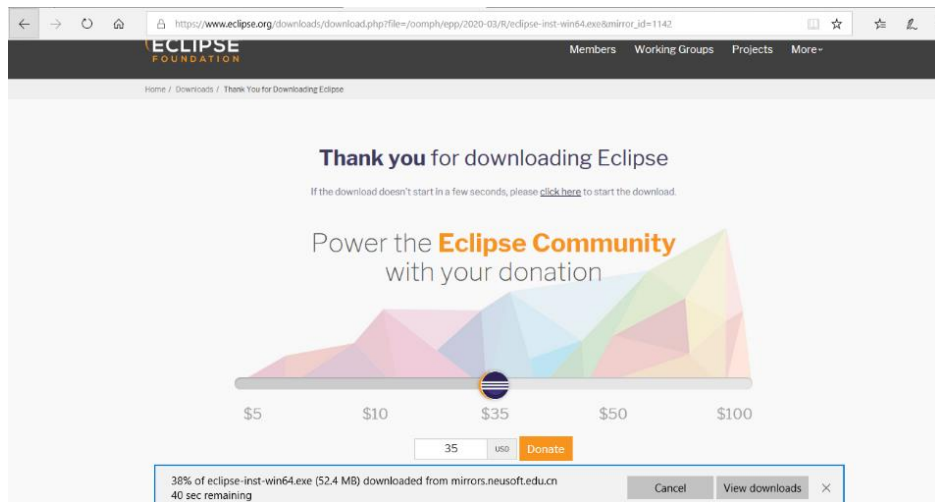 https://www.eclipse.org/downloads/download.php?file=/oomph/epp/2020-03/R/eclipse-inst-win64.exe&mirror_id=1142
ECLIPSE
FOUNDATION
Members Working Groups Projects More
Home / Downloads / Thank You for Downloading Eclipse
Thank you for downloading Eclipse
If the download doesn't start in a few seconds, please click here to start the download.
Power the Eclipse Community
with your donation
$5 $10 $35 $50 $100
35 USD Donate
38% of eclipse-inst-win64.exe (52.4 MB) downloaded from mirrors.neusoft.edu.cn
40 sec remaining
Cancel View downloads